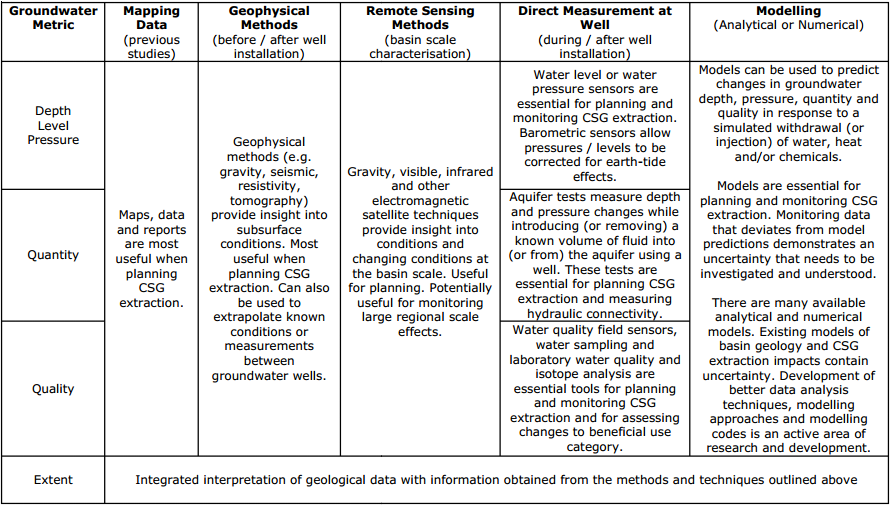 Groundwater
Metric
Mapping
Data
(previous
studies)
Geophysical
Methods
(before / after well
installation)
Remote Sensing
Methods
(basin scale
characterisation)
Direct Measurement at
Well
(during / after well
installation)
Modelling
(Analytical or Numerical)
Depth
Level
Pressure
Quantity
Quality
Maps, data
and reports
are most
useful when
planning
CSG
extraction.
Geophysical
methods (e.g.
gravity, seismic,
resistivity,
tomography)
provide insight into
subsurface
conditions. Most
useful when
planning CSG
extraction. Can also
be used to
extrapolate known
conditions or
measurements
between
groundwater wells.
Gravity, visible, infrared
and other
electromagnetic
satellite techniques
provide insight into
conditions and
changing conditions at
the basin scale. Useful
for planning. Potentially
useful for monitoring
large regional scale
effects.
Water level or water
pressure sensors are
essential for planning and
monitoring CSG extraction.
Barometric sensors allow
pressures / levels to be
corrected for earth-tide
effects.
Aquifer tests measure depth
and pressure changes while
introducing (or removing) a
known volume of fluid into
(or from) the aquifer using a
well. These tests are
essential for planning CSG
extraction and measuring
hydraulic connectivity.
Water quality field sensors,
water sampling and
laboratory water quality and
isotope analysis are
essential tools for planning
and monitoring CSG
extraction and for assessing
changes to beneficial use
category.
Models can be used to predict
changes in groundwater
depth, pressure, quantity and
quality in response to a
simulated withdrawal (or
injection) of water, heat
and/or chemicals.
Models are essential for
planning and monitoring CSG
extraction. Monitoring data
that deviates from model
predictions demonstrates an
uncertainty that needs to be
investigated and understood.
There are many available
analytical and numerical
models. Existing models of
basin geology and CSG
extraction impacts contain
uncertainty. Development of
better data analysis
techniques, modelling
approaches and modelling
codes is an active area of
research and development.
Extent
Integrated interpretation of geological data with information obtained from the methods and techniques outlined above